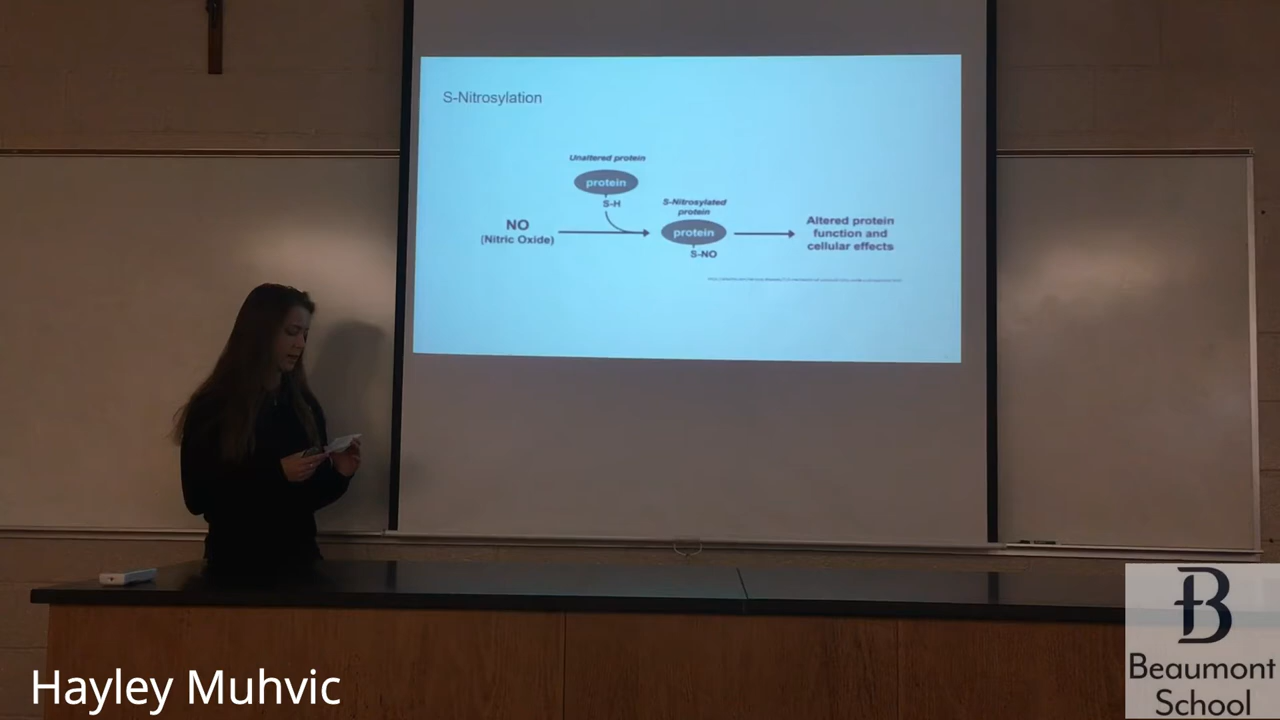 S-Nitrosylation
Unaltered protein
protein
S-H
NO
(Nitric Oxide)
S-Nitrosylated
protein
protein
S-NO
Altered protein
function and
cellular effects
Hayley Muhvic
B
Beaumont
School